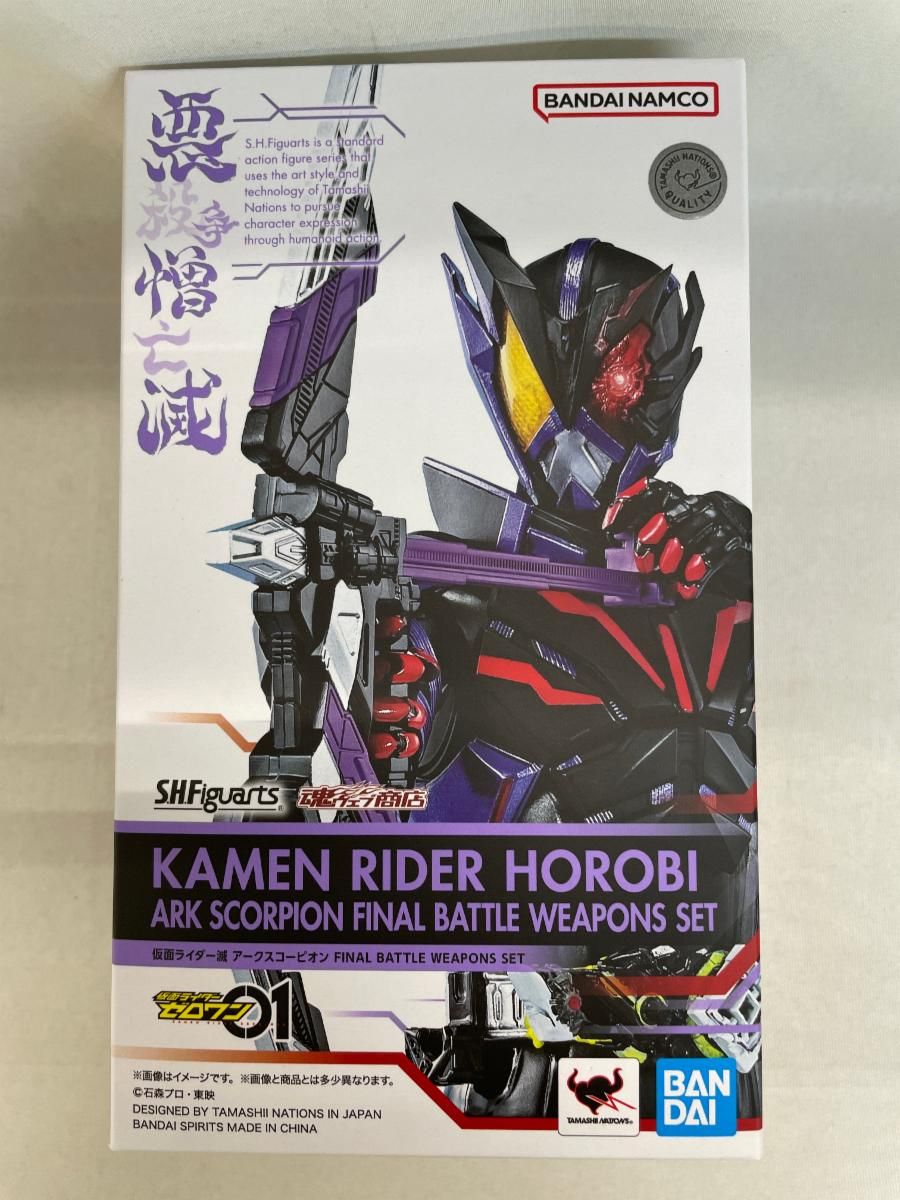 BANDAI NAMCO
悪
殺 争
憎
亡
滅
S.H.Figuarts is a standard
action figure series that
uses the art style and
technology of Tamashii
Nations to pursue
character expression
through humanoid action.
TAMASHII NATIONS®
QUALITY
S.H.Figuarts®
魂ウェブ商店
KAMEN RIDER HOROBI
ARK SCORPION FINAL BATTLE WEAPONS SET
仮面ライダー滅 アークスコーピオン FINAL BATTLE WEAPONS SET
仮面ライダー
ゼロワン 01
※画像はイメージです。 ※画像と商品とは多少異なります。
©石森プロ・東映
DESIGNED BY TAMASHII NATIONS IN JAPAN
BANDAI SPIRITS MADE IN CHINA
TAMASHII NATIONS®
BAN
DAI